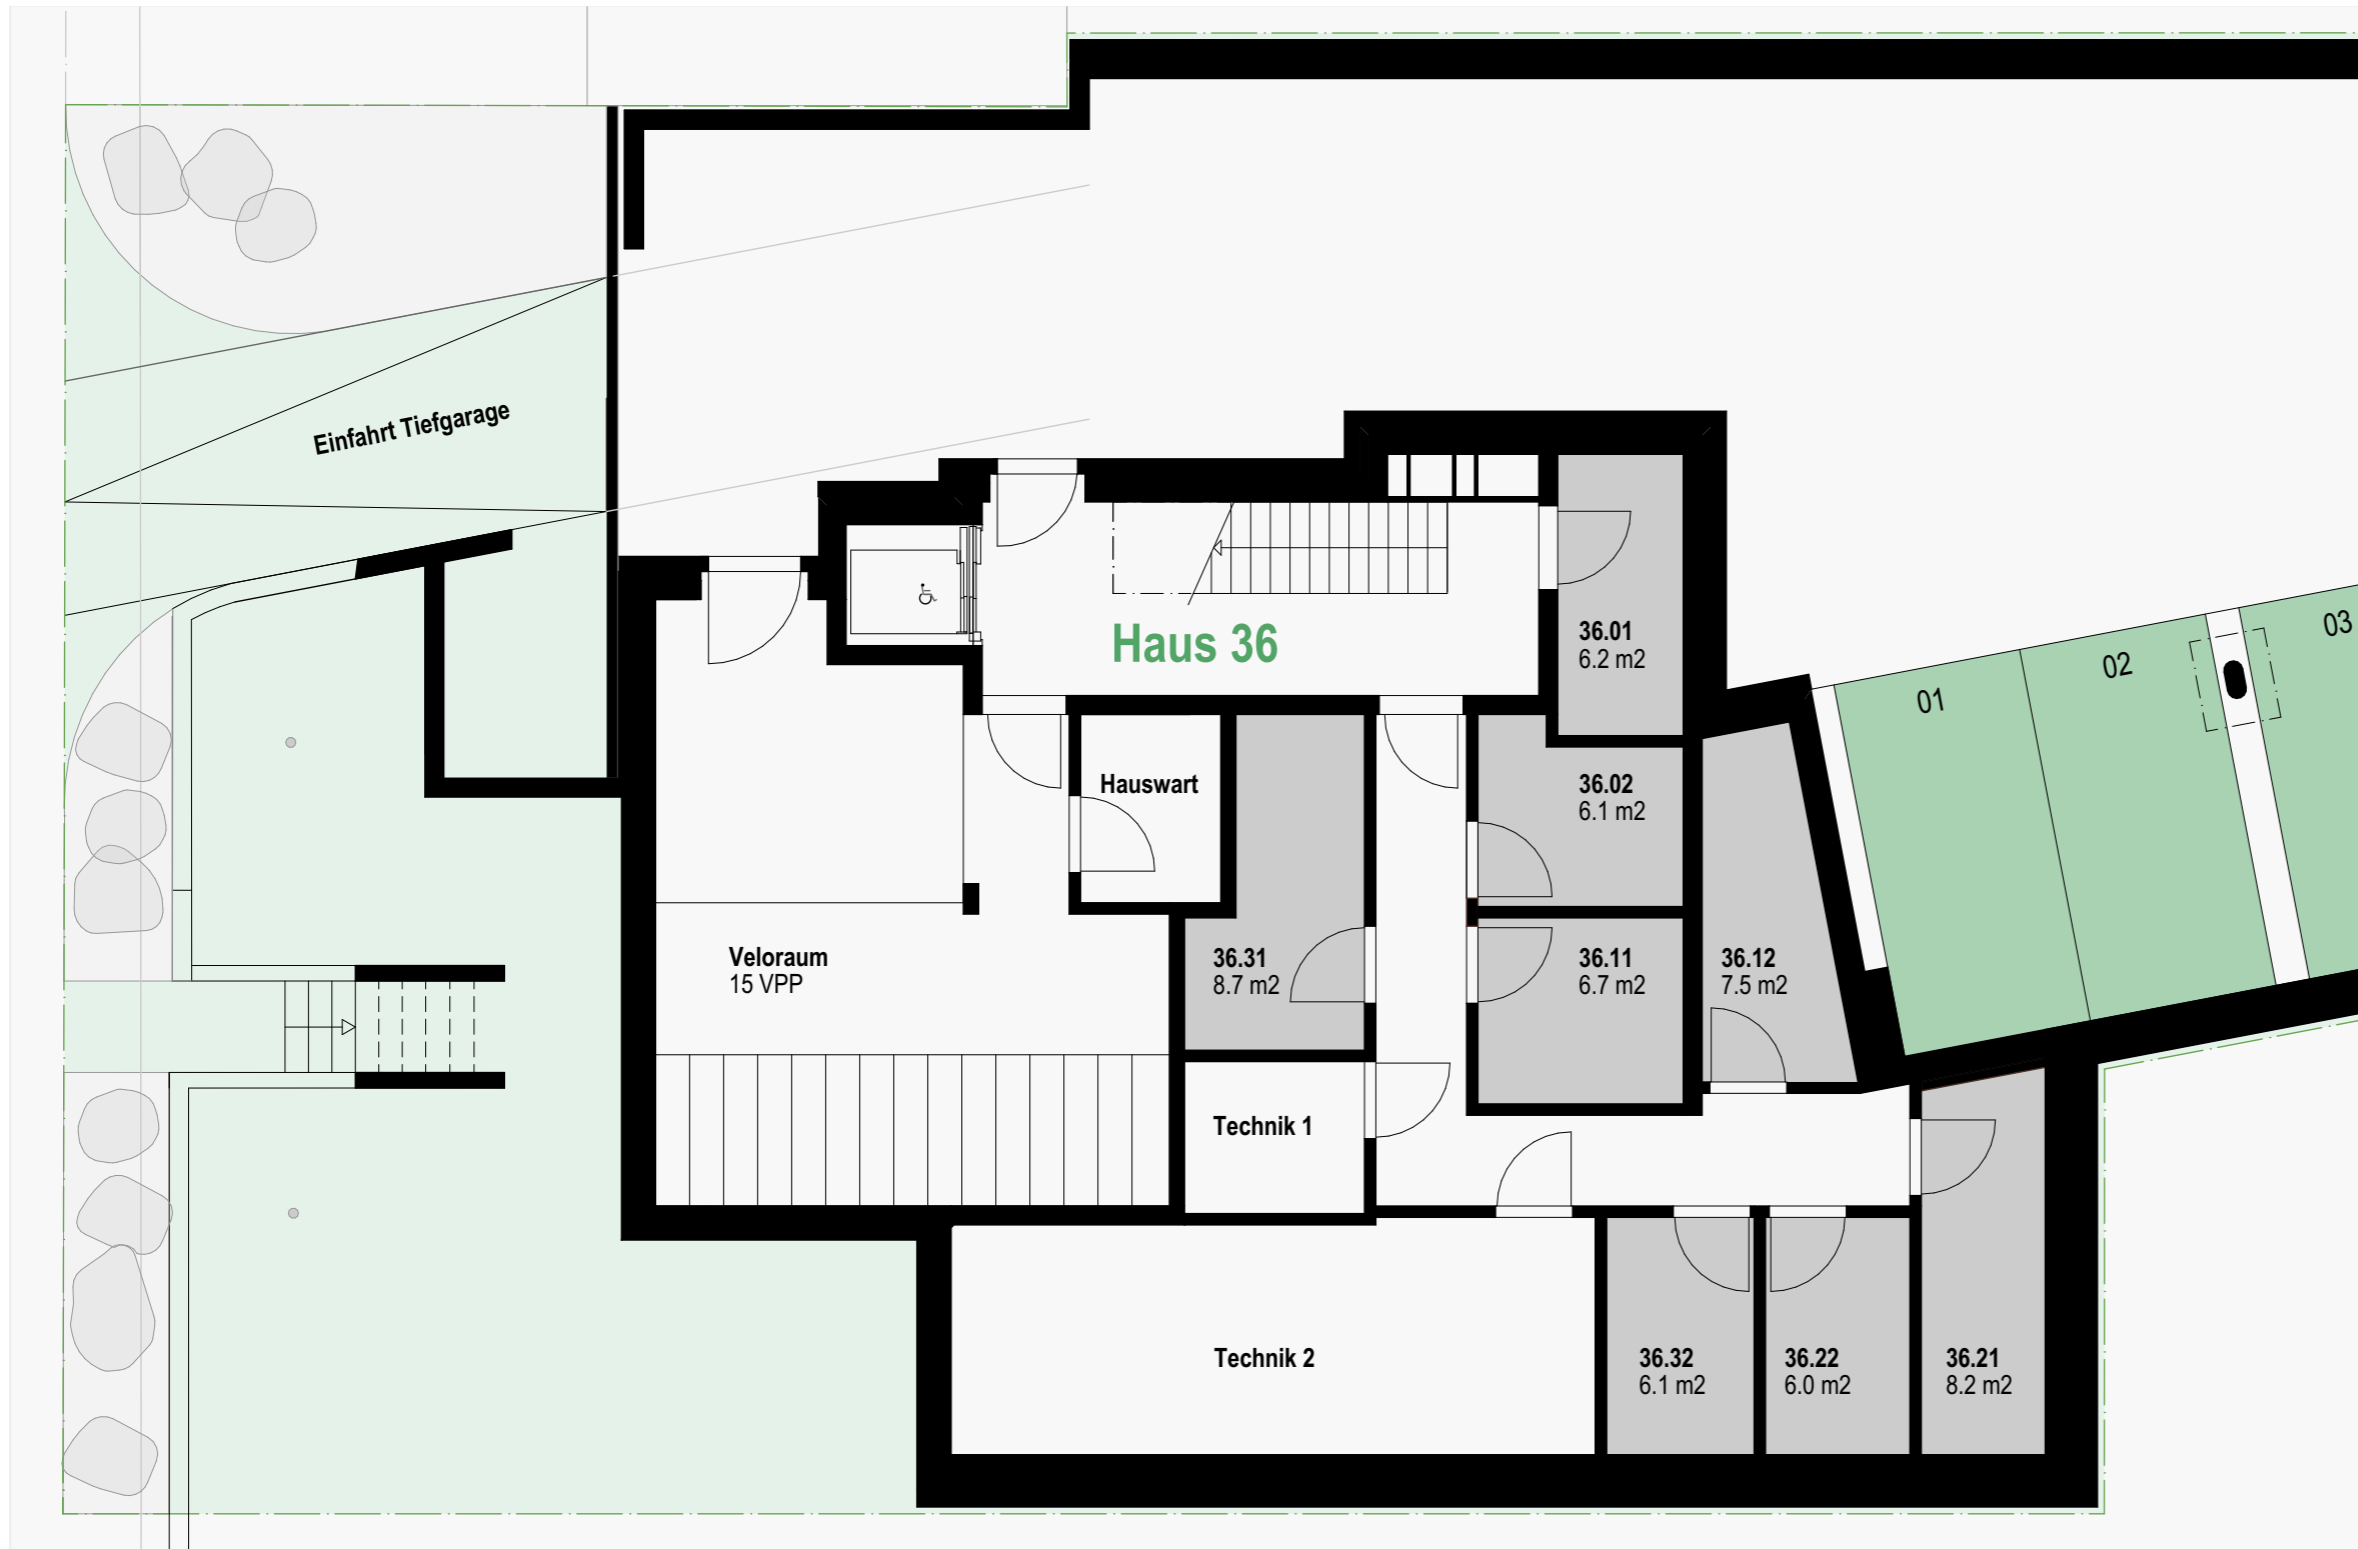 Einfahrt Tiefgarage
Haus 36
36.01
6.2 m2
01
02
03
Hauswart
36.02
6.1 m2
Veloraum
15 VPP
36.31
8.7 m2
36.11
6.7 m2
36.12
7.5 m2
Technik 1
Technik 2
36.32
6.1 m2
36.22
6.0 m2
36.21
8.2 m2